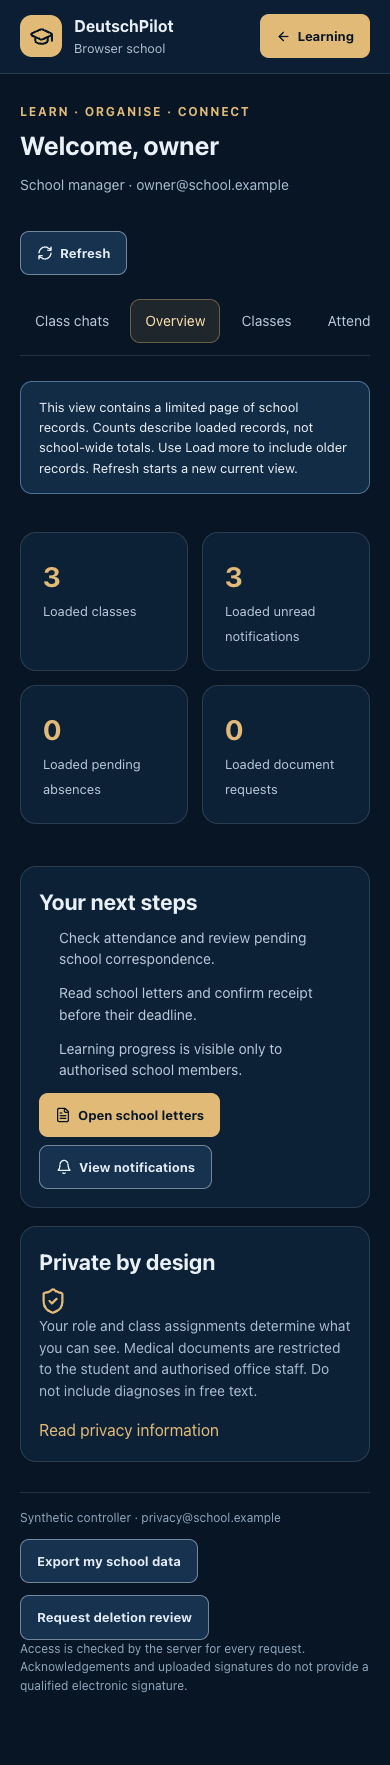 DeutschPilot
Browser school
Learning
LEARN · ORGANISE · CONNECT
Welcome, owner
School manager · owner@school.example
Refresh
Class chats
Overview
Classes
Attend
This view contains a limited page of school
records. Counts describe loaded records, not
school-wide totals. Use Load more to include older
records. Refresh starts a new current view.
3
Loaded classes
3
Loaded unread
notifications
0
Loaded pending
absences
0
Loaded document
requests
Your next steps
Check attendance and review pending
school correspondence.
Read school letters and confirm receipt
before their deadline.
Learning progress is visible only to
authorised school members.
Open school letters
View notifications
Private by design
Your role and class assignments determine what
you can see. Medical documents are restricted
to the student and authorised office staff. Do
not include diagnoses in free text.
Read privacy information
Synthetic controller · privacy@school.example
Export my school data
Request deletion review
Access is checked by the server for every request.
Acknowledgements and uploaded signatures do not provide a
qualified electronic signature.